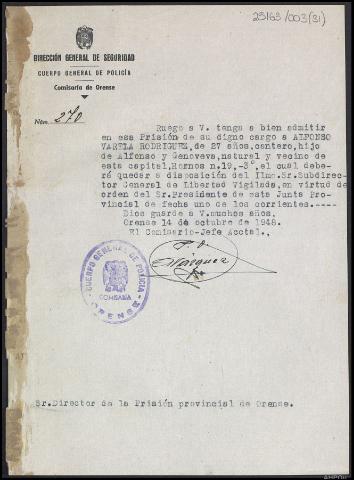 25163/003(31)
DIRECCIÓN GENERAL DE SEGURIDAD
CUERPO GENERAL DE POLICÍA
Comisaría de Orense
Núm. 270
Ruego a V. tenga a bien admitir
en esa Prisión de su digno cargo a ALFONSO
VARELA RODRIGUEZ, de 27 años, cantero, hijo
de Alfonso y Genoveva, natural y vecino de
esta capital, Hornos n.19,-3º, el cual debe-
rá quedar a disposición del Ilmo.Sr.Subdirec-
tor General de Libertad Vigilada, en virtud de
orden del Sr.Presidente de esta Junta Pro-
vincial de fecha uno de los corrientes.----
Dios guarde a V.muchos años.
Orense 14 de octubre de 1948.
El Comisario-Jefe Acctal.,
P. O.
Márquez
CUERPO GENERAL DE POLICIA
COMISARIA
ORENSE
Sr.Director de la Prisión provincial de Orense.
AHPOU